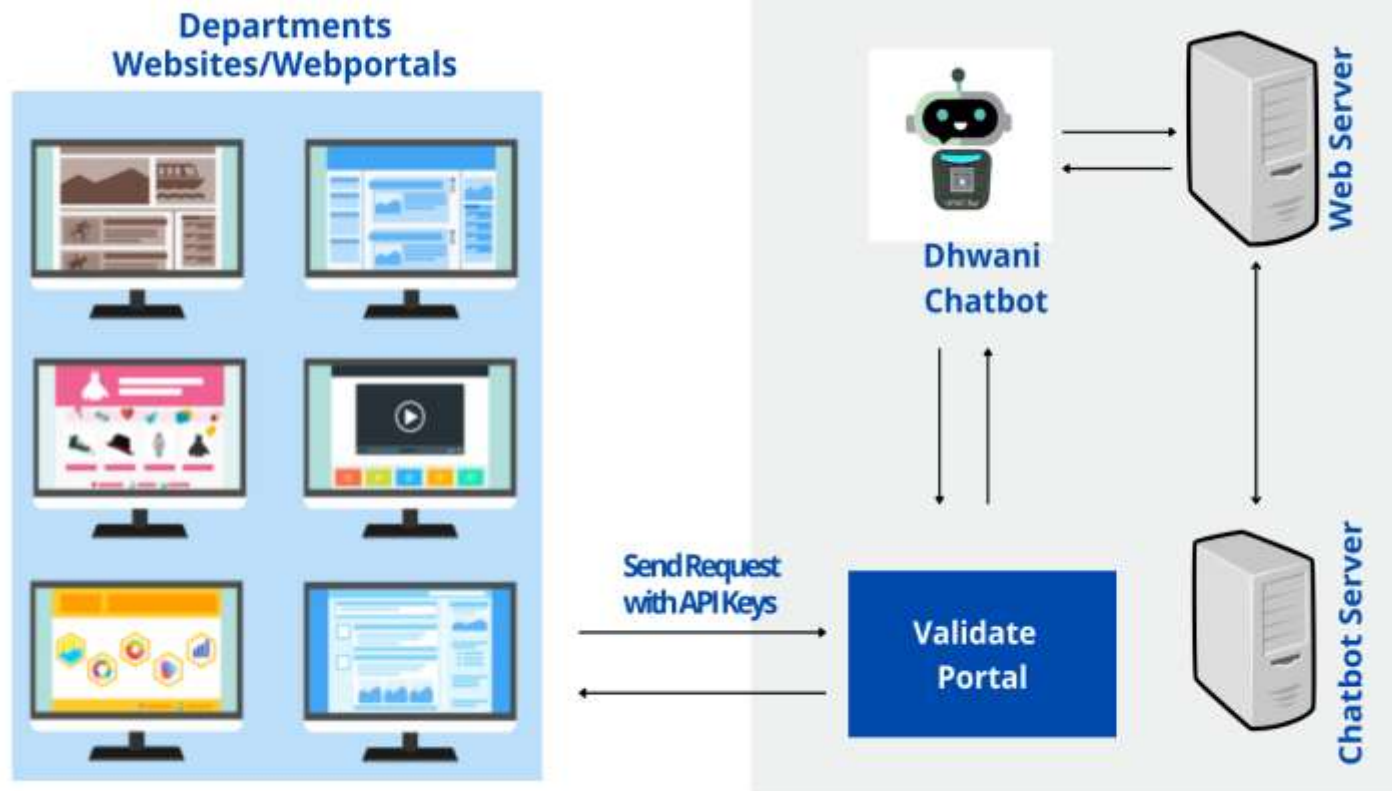 Departments
Websites/Webportals
Web Server
Dhwani
Chatbot
Send Request
with API Keys
Validate
Portal
Chatbot Server